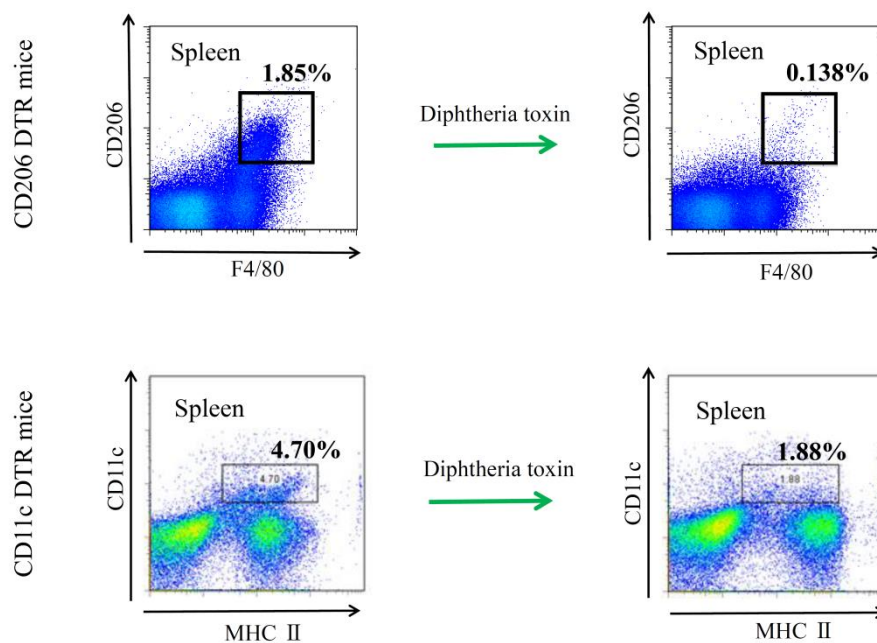 CD206 DTR mice
Spleen
1.85%
CD206
F4/80
Diphtheria toxin
Spleen
0.138%
CD206
F4/80
CD11c DTR mice
Spleen
4.70%
4.70
CD11c
MHC Ⅱ
Diphtheria toxin
Spleen
1.88%
1.88
CD11c
MHC Ⅱ